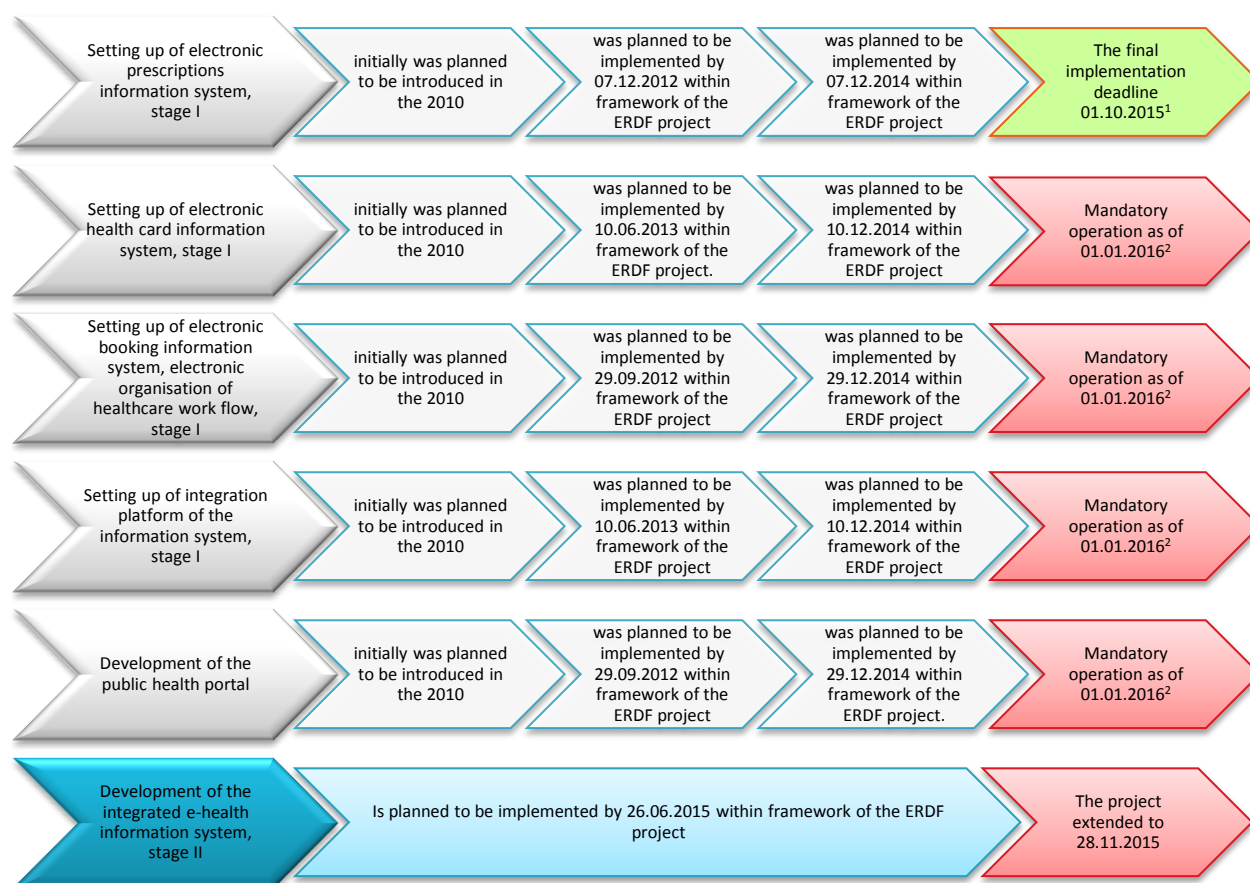 Setting up of electronic
prescriptions
information system,
stage I
initially was planned
to be introduced in
the 2010
was planned to be
implemented by
07.12.2012 within
framework of the
ERDF project
was planned to be
implemented by
07.12.2014 within
framework of the
ERDF project
The final
implementation
deadline
01.10.2015¹
Setting up of electronic
health card information
system, stage I
initially was planned
to be introduced in
the 2010
was planned to be
implemented by
10.06.2013 within
framework of the
ERDF project.
was planned to be
implemented by
10.12.2014 within
framework of the
ERDF project
Mandatory
operation as of
01.01.2016²
Setting up of electronic
booking information
system, electronic
organisation of
healthcare work flow,
stage I
initially was planned
to be introduced in
the 2010
was planned to be
implemented by
29.09.2012 within
framework of the
ERDF project
was planned to be
implemented by
29.12.2014 within
framework of the
ERDF project
Mandatory
operation as of
01.01.2016²
Setting up of integration
platform of the
information system,
stage I
initially was planned
to be introduced in
the 2010
was planned to be
implemented by
10.06.2013 within
framework of the
ERDF project
was planned to be
implemented by
10.12.2014 within
framework of the
ERDF project
Mandatory
operation as of
01.01.2016²
Development of the
public health portal
initially was planned
to be introduced in
the 2010
was planned to be
implemented by
29.09.2012 within
framework of the
ERDF project
was planned to be
implemented by
29.12.2014 within
framework of the
ERDF project.
Mandatory
operation as of
01.01.2016²
Development of the
integrated e-health
information system,
stage II
Is planned to be implemented by 26.06.2015 within framework of the ERDF
project
The project
extended to
28.11.2015